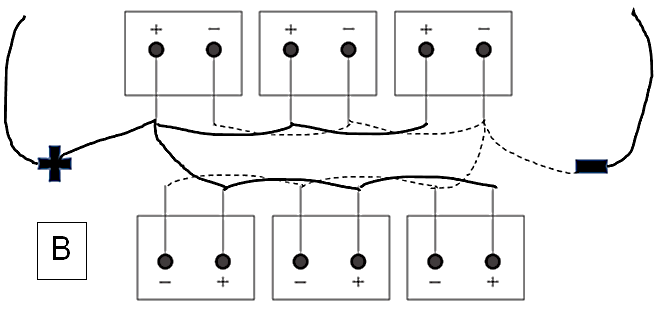 + − + − + −
B
− + − + − +